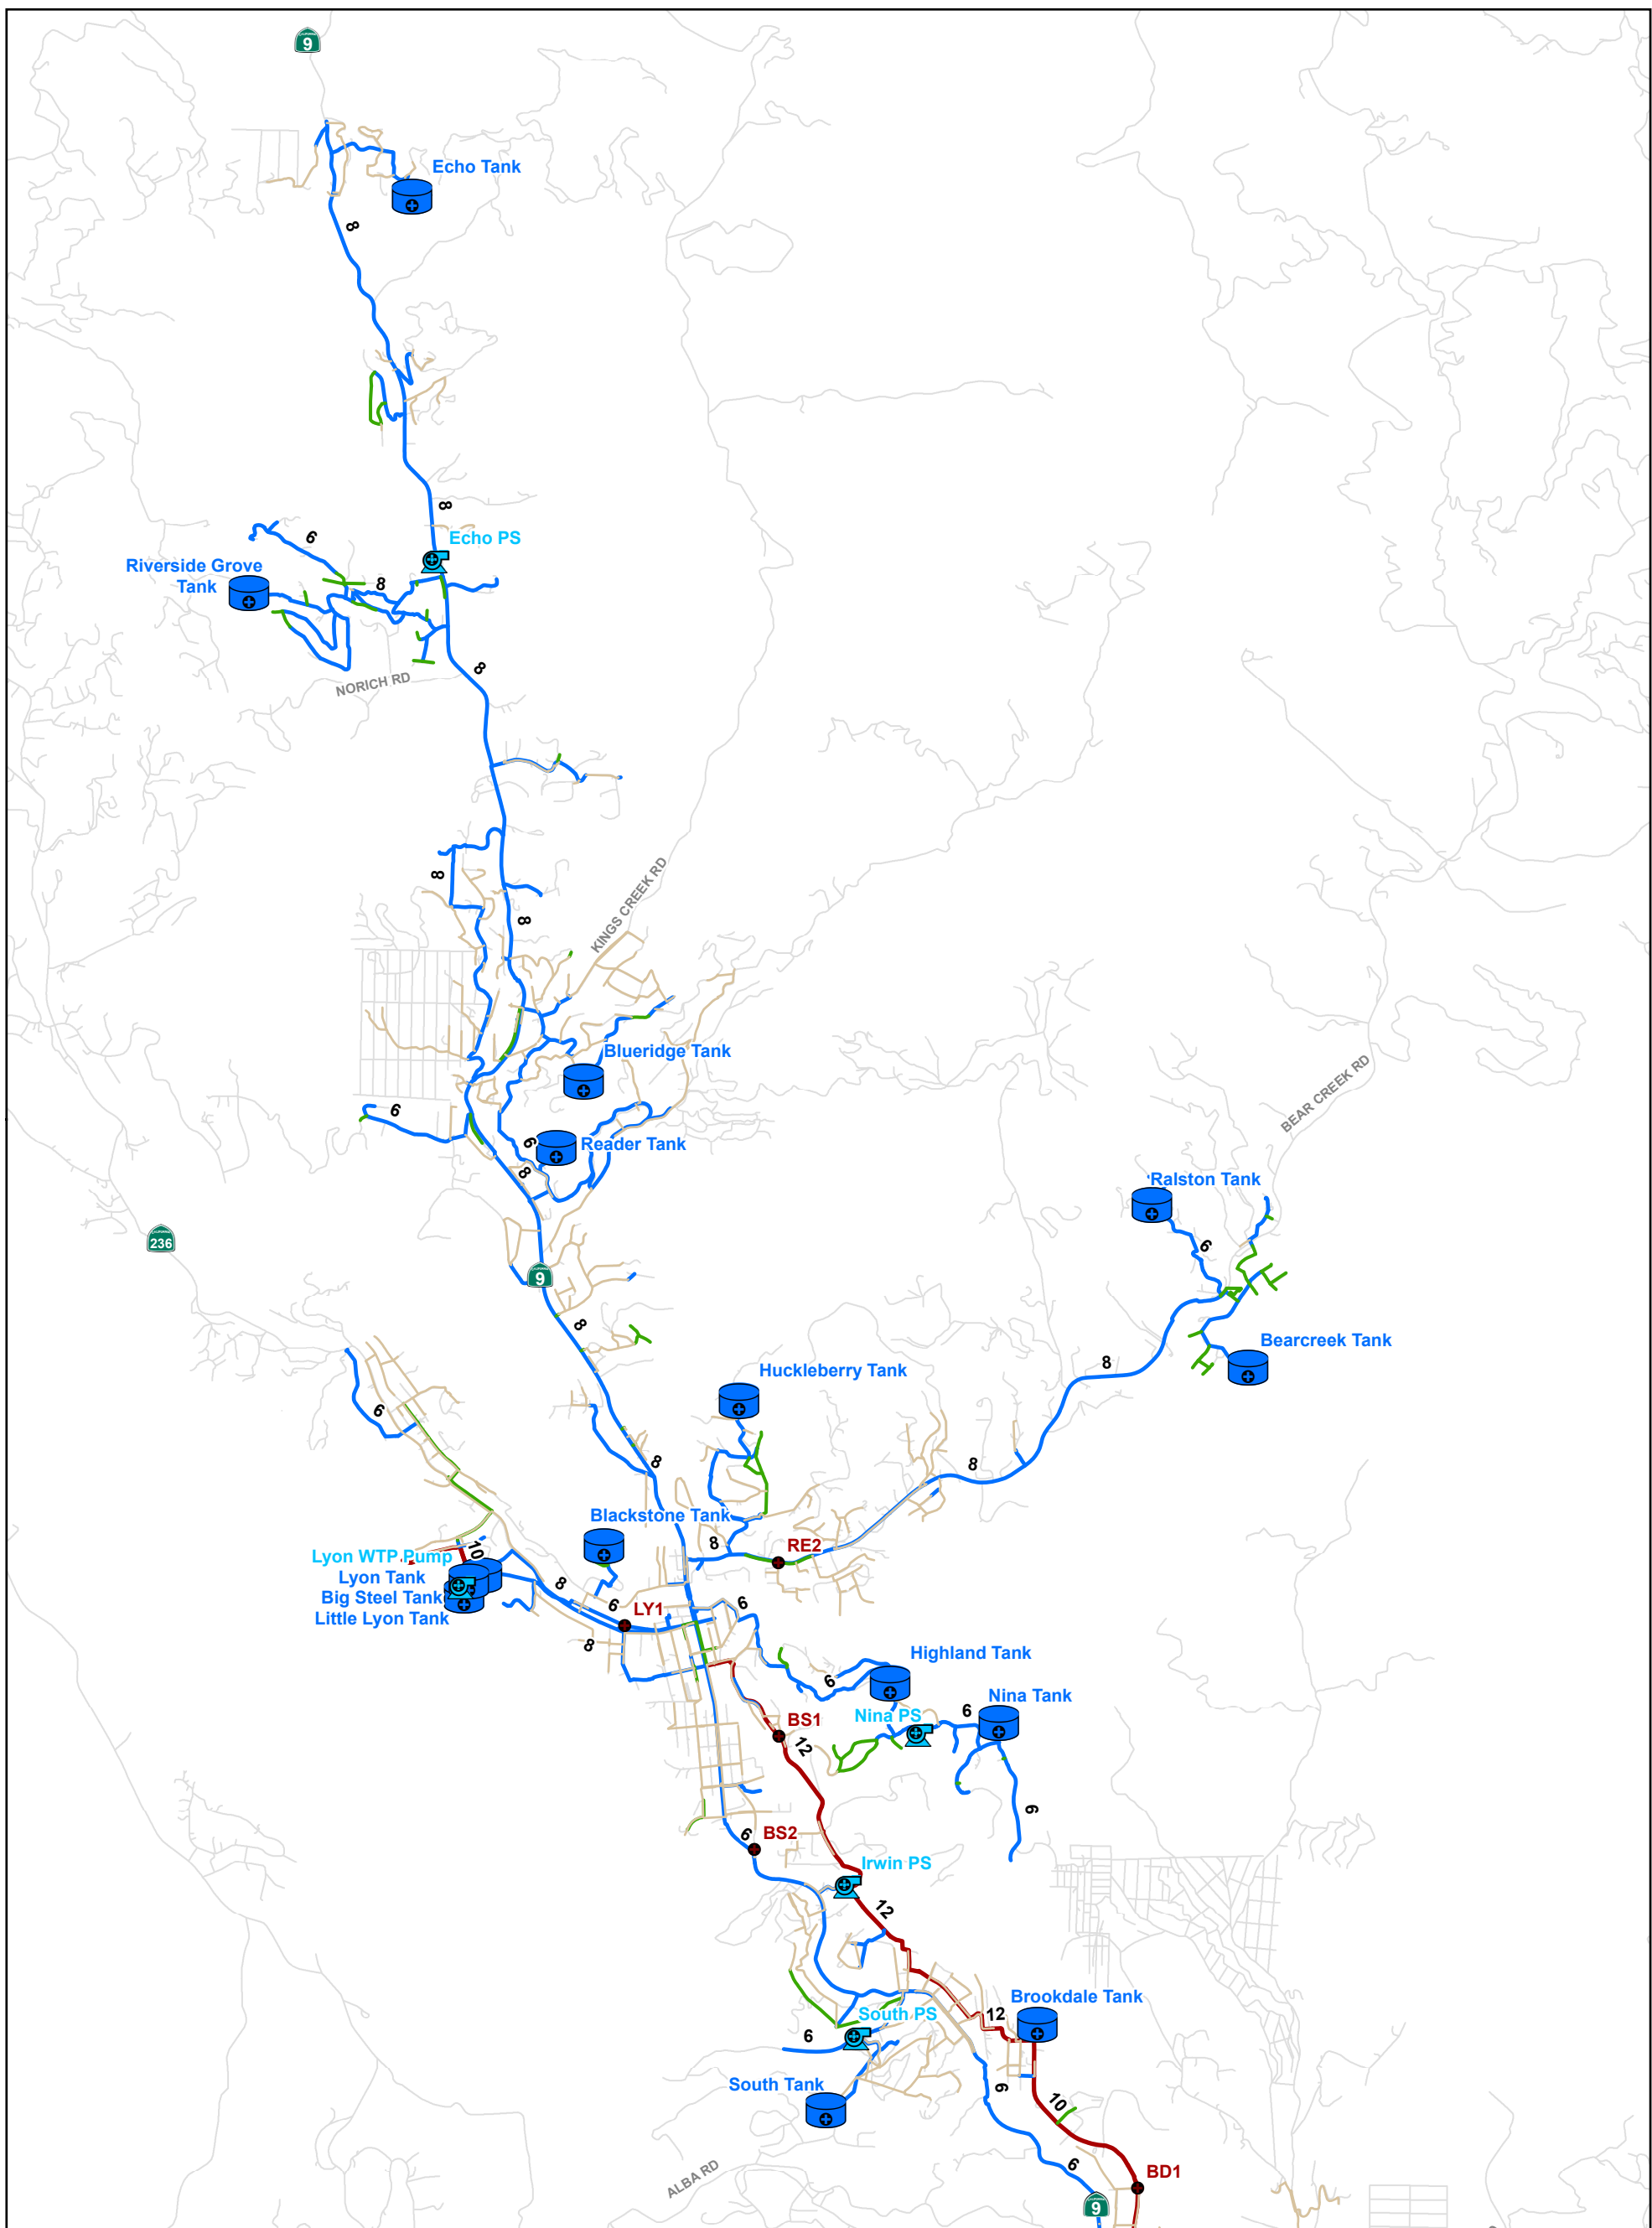 9
Echo Tank
8
8
Echo PS
6
Riverside Grove
Tank
8
8
NORICH RD
KINGS CREEK RD
8
8
Blueridge Tank
BEAR CREEK RD
6
6
Reader Tank
8
Ralston Tank
236
6
9
8
Bearcreek Tank
8
Huckleberry Tank
6
8
8
Blackstone Tank
8
RE2
10
Lyon WTP Pump
Lyon Tank
Big Steel Tank
Little Lyon Tank
8
6
LY1
6
8
Highland Tank
6
Nina Tank
6
Nina PS
BS1
12
6
BS2
6
Irwin PS
12
Brookdale Tank
12
South PS
6
South Tank
6
10
ALBA RD
6
BD1
9